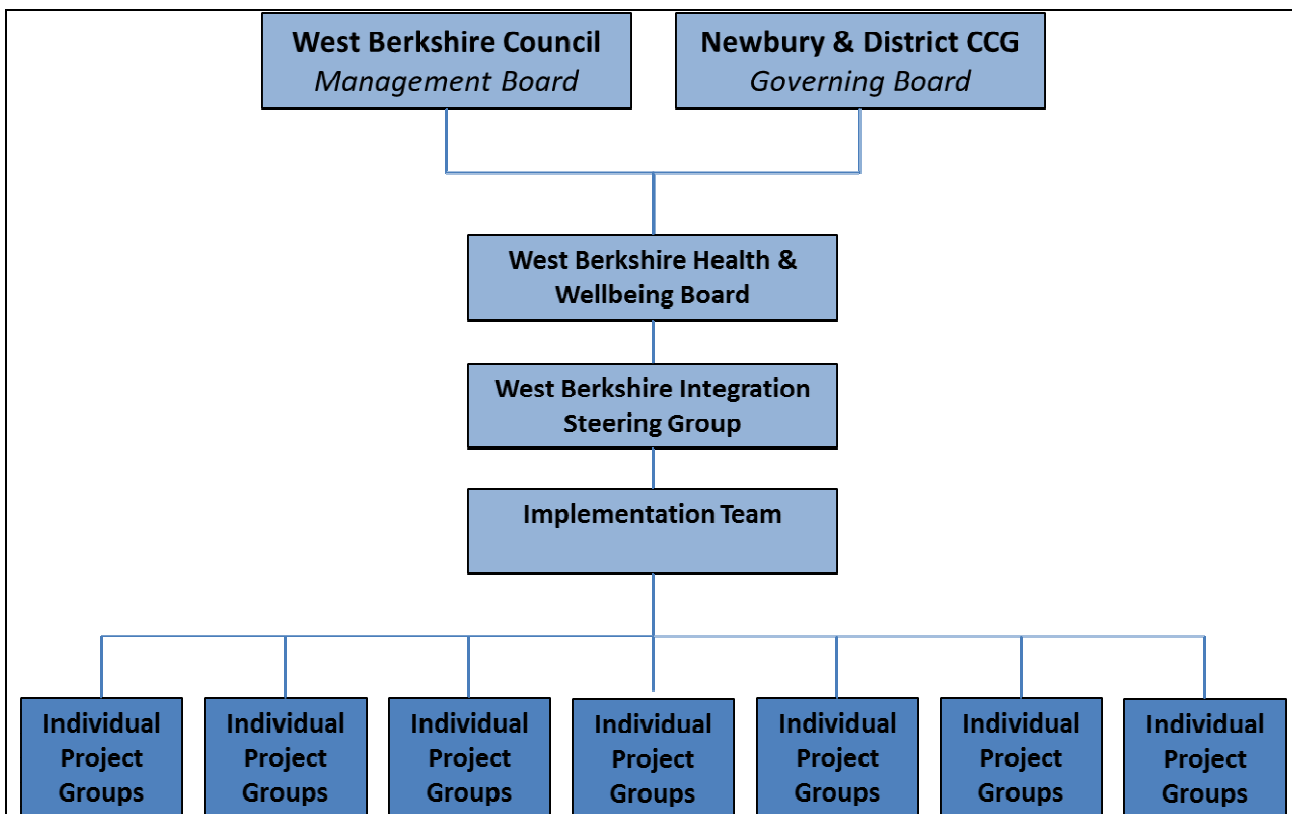 West Berkshire Council
Management Board
Newbury & District CCG
Governing Board
West Berkshire Health &
Wellbeing Board
West Berkshire Integration
Steering Group
Implementation Team
Individual
Project
Groups
Individual
Project
Groups
Individual
Project
Groups
Individual
Project
Groups
Individual
Project
Groups
Individual
Project
Groups
Individual
Project
Groups